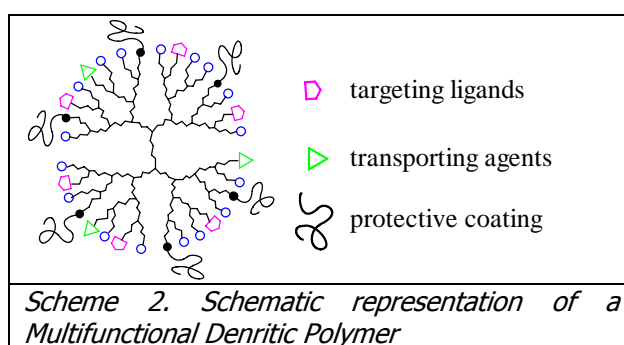 targeting ligands
transporting agents
protective coating
Scheme 2. Schematic representation of a
Multifunctional Denritic Polymer